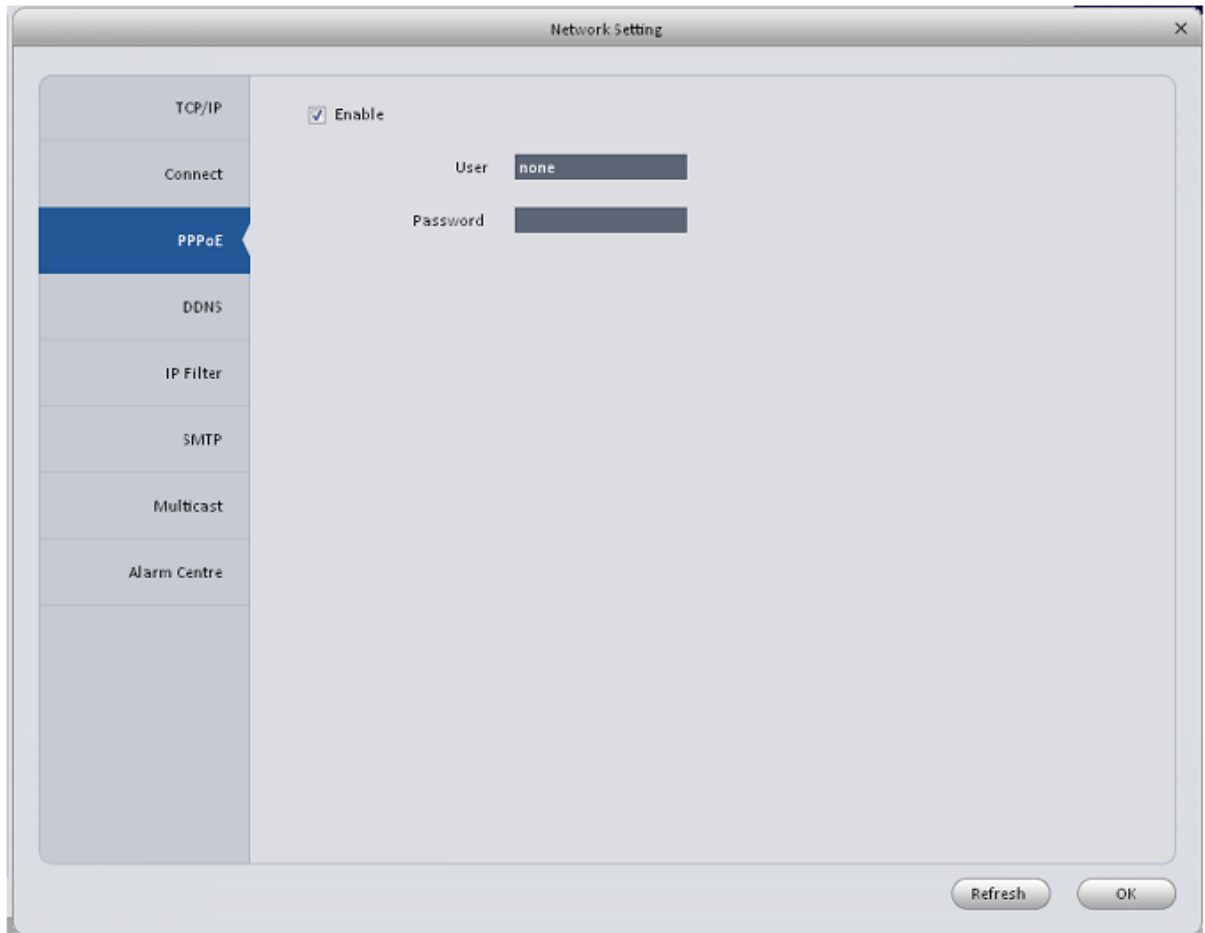 Network Setting
TCP/IP
Enable
Connect
User none
Password
PPPoE
DDNS
IP Filter
SMTP
Multicast
Alarm Centre
Refresh OK